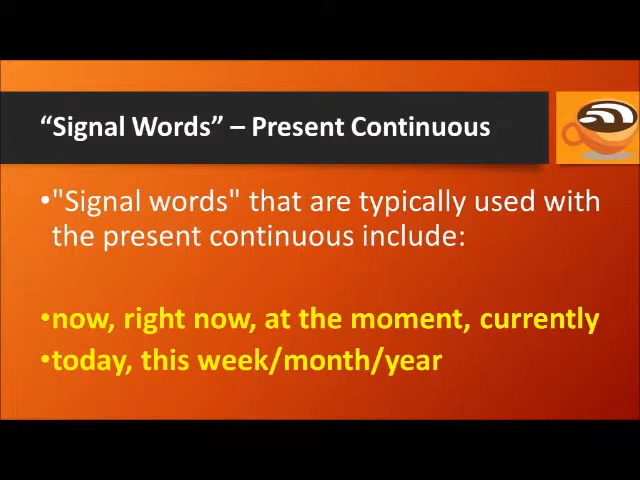 “Signal Words” – Present Continuous
•"Signal words" that are typically used with
the present continuous include:
•now, right now, at the moment, currently
•today, this week/month/year